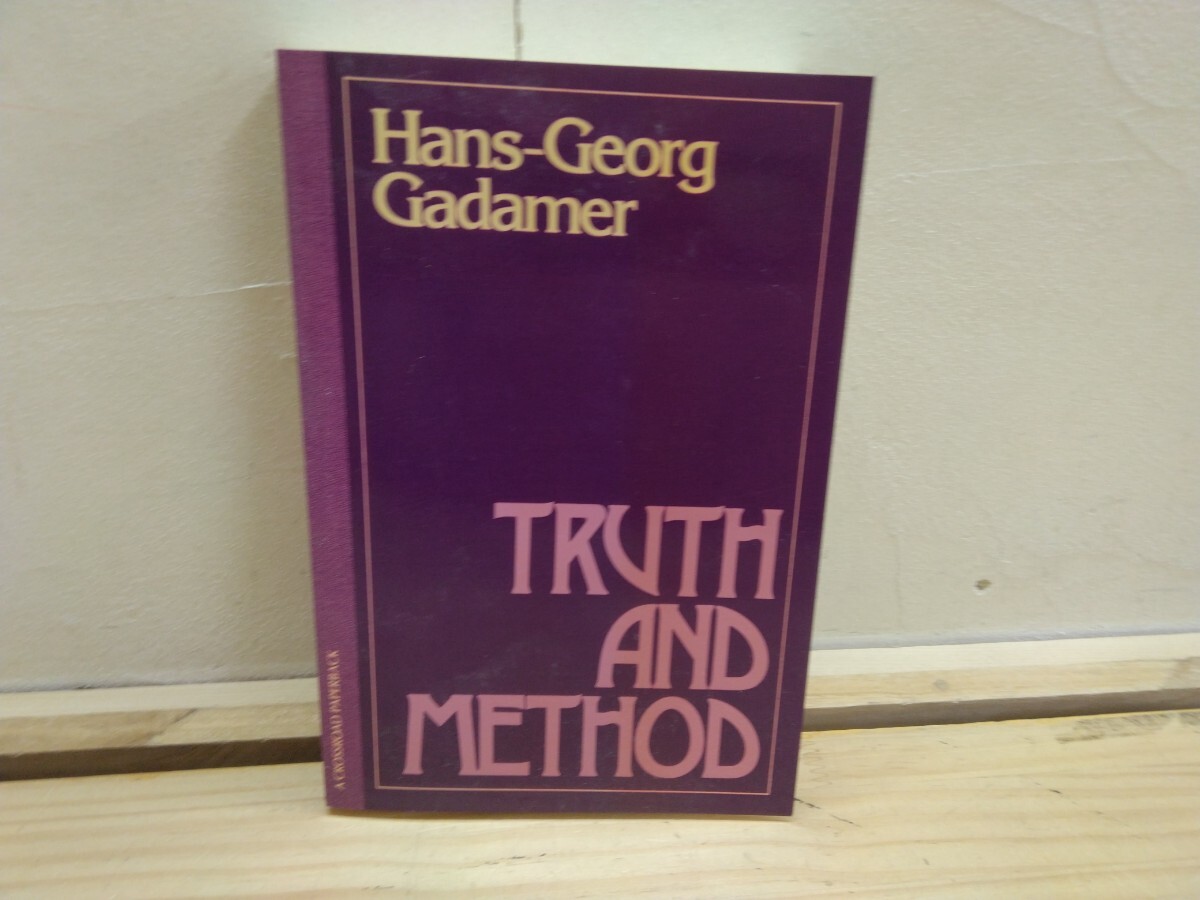 Hans-Georg
Gadamer
TRUTH
AND
METHOD
A CROSSROAD PAPERBACK